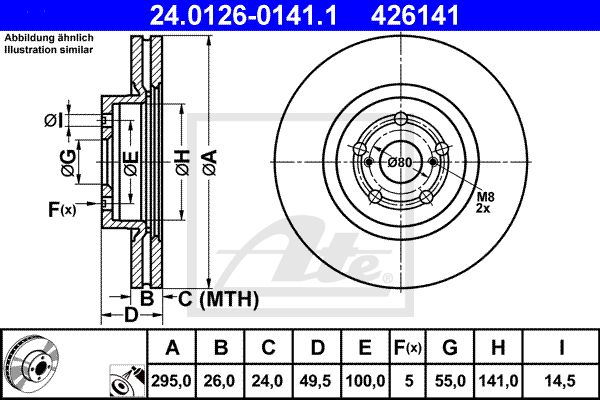 24.0126-0141.1 426141
Abbildung ähnlich
Illustration similar
ØI
ØG
ØE
ØH
ØA
F(x)
B
C (MTH)
D
Ø80
M8
2x
Ate
A B C D E F(x) G H I
295,0 26,0 24,0 49,5 100,0 5 55,0 141,0 14,5